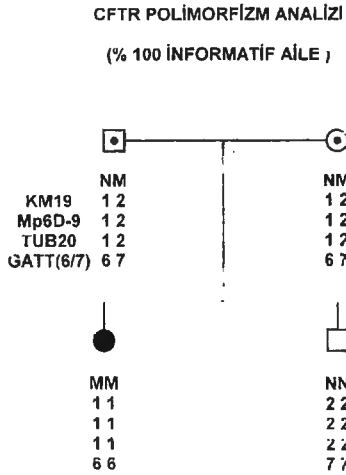 CFTR POLİMORFİZM ANALİZİ
(% 100 İNFORMATİF AİLE )
NM NM
KM19 1 2 1 2
Mp6D-9 1 2 1 2
TUB20 1 2 1 2
GATT(6/7) 6 7 6 7
MM NN
1 1 2 2
1 1 2 2
1 1 2 2
6 6 7 7